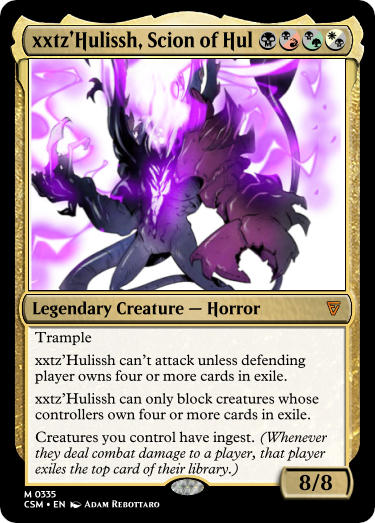 xxtz'Hulissh, Scion of Hul
Legendary Creature — Horror
Trample
xxtz'Hulissh can't attack unless defending
player owns four or more cards in exile.
xxtz'Hulissh can only block creatures whose
controllers own four or more cards in exile.
Creatures you control have ingest. (Whenever
they deal combat damage to a player, that player
exiles the top card of their library.)
8/8
M 0335
CSM • EN Adam Rebottaro